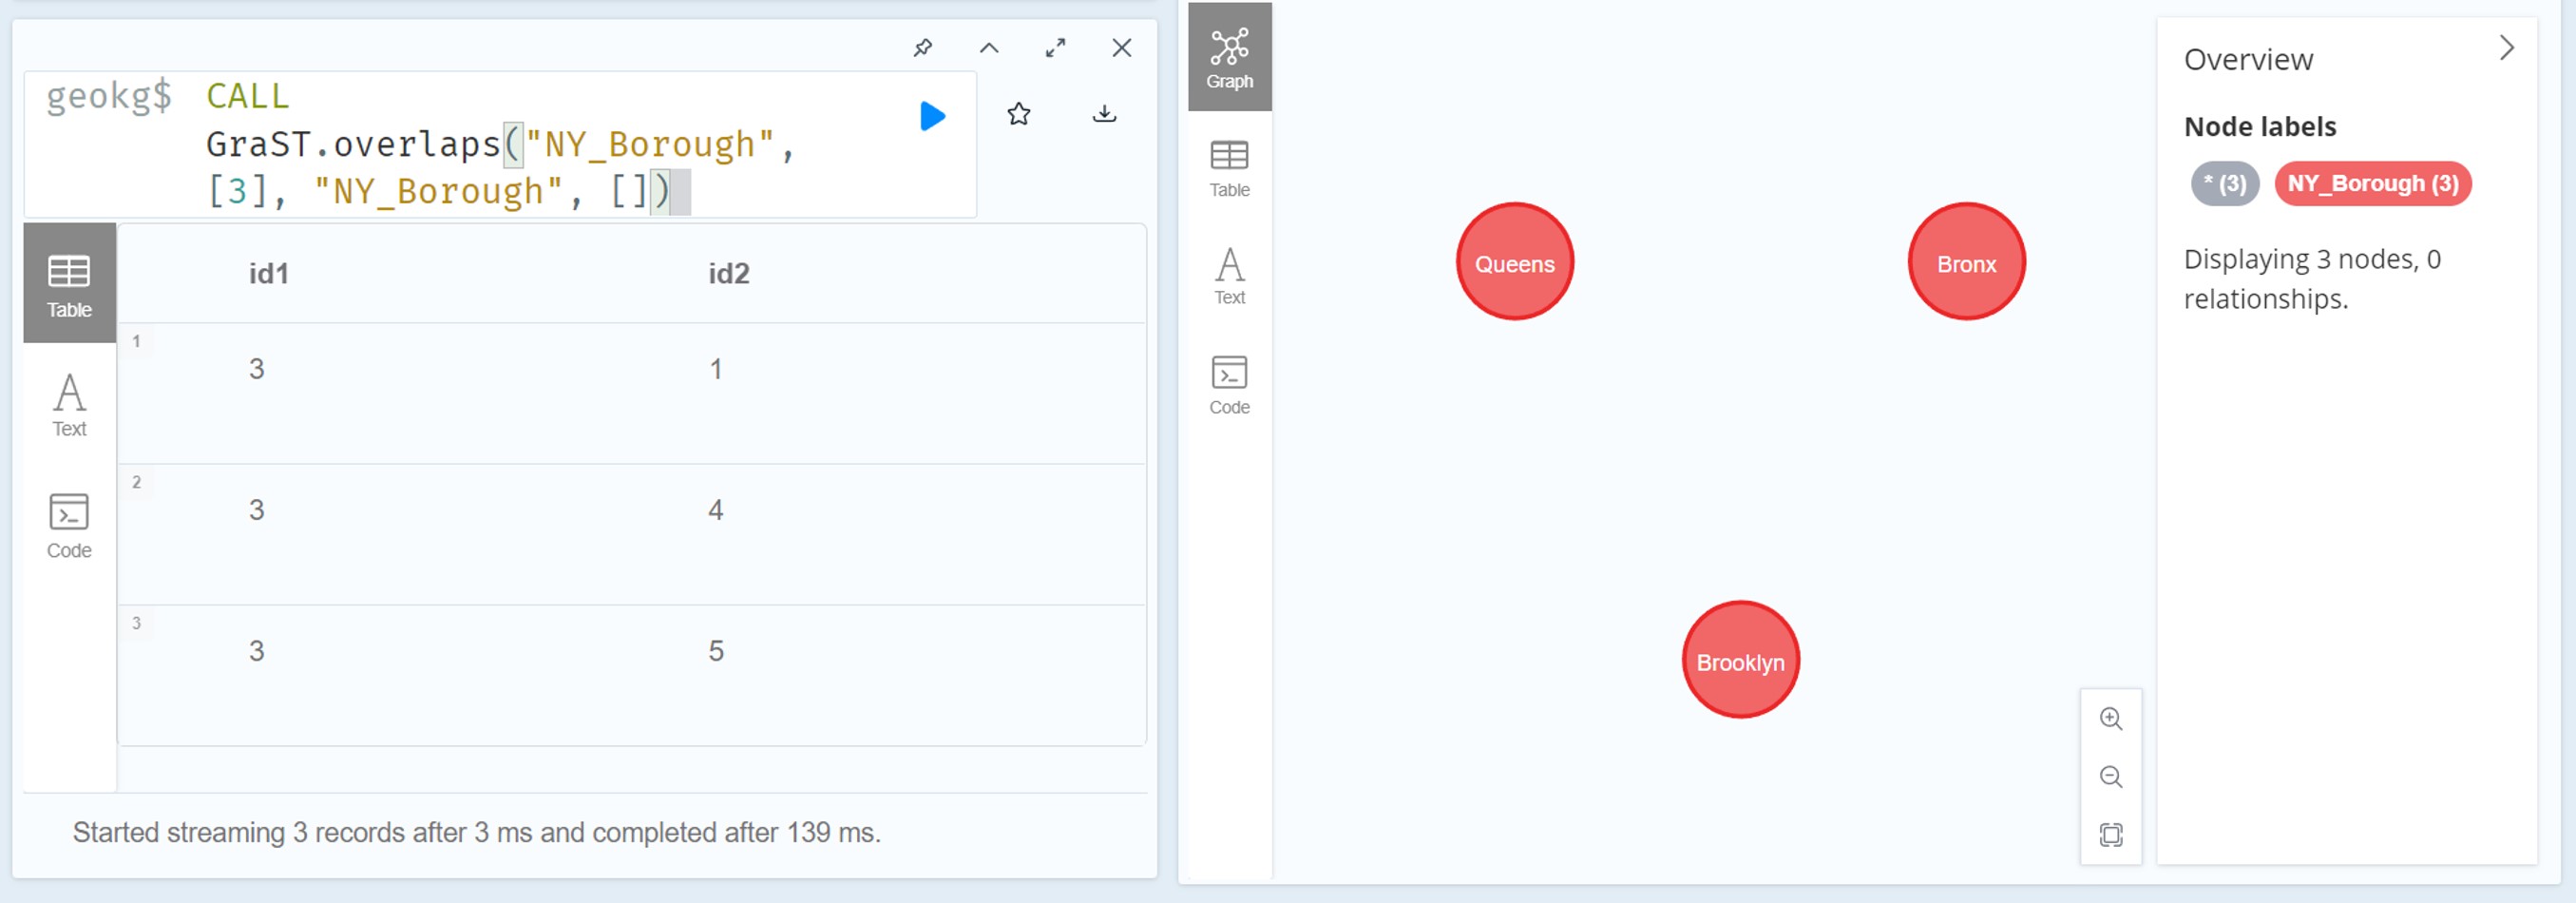 geokg$ CALL
GraST.overlaps("NY_Borough",
[3], "NY_Borough", [])
Table
Text
Code
id1 id2
1
3 1
2
3 4
3
3 5
Started streaming 3 records after 3 ms and completed after 139 ms.
Graph
Table
Text
Code
Queens
Bronx
Brooklyn
Overview
Node labels
* (3) NY_Borough (3)
Displaying 3 nodes, 0
relationships.